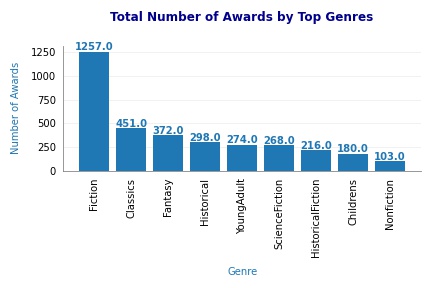 Total Number of Awards by Top Genres
Number of Awards
1250
1000
750
500
250
0
1257.0
451.0
372.0
298.0
274.0
268.0
216.0
180.0
103.0
Fiction
Classics
Fantasy
Historical
YoungAdult
ScienceFiction
HistoricalFiction
Childrens
Nonfiction
Genre